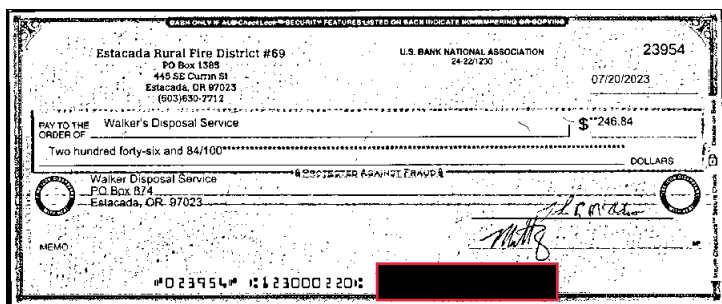 CASH ONLY IF ALL CheckLock™ SECURITY FEATURES LISTED ON BACK INDICATE NO TAMPERING OR COPYING
Estacada Rural Fire District #69
PO Box 1385
445 SE Currin St
Estacada, OR 97023
(503)630-7712
U.S. BANK NATIONAL ASSOCIATION
24-22/1230
23954
07/20/2023
PAY TO THE
ORDER OF
Walker's Disposal Service
$ **246.84
Two hundred forty-six and 84/100**************************************************
DOLLARS
PROTECTED AGAINST FRAUD
Walker Disposal Service
PO Box 874
Estacada, OR 97023
MEMO
⑈023954⑈ ⑆123000220⑆